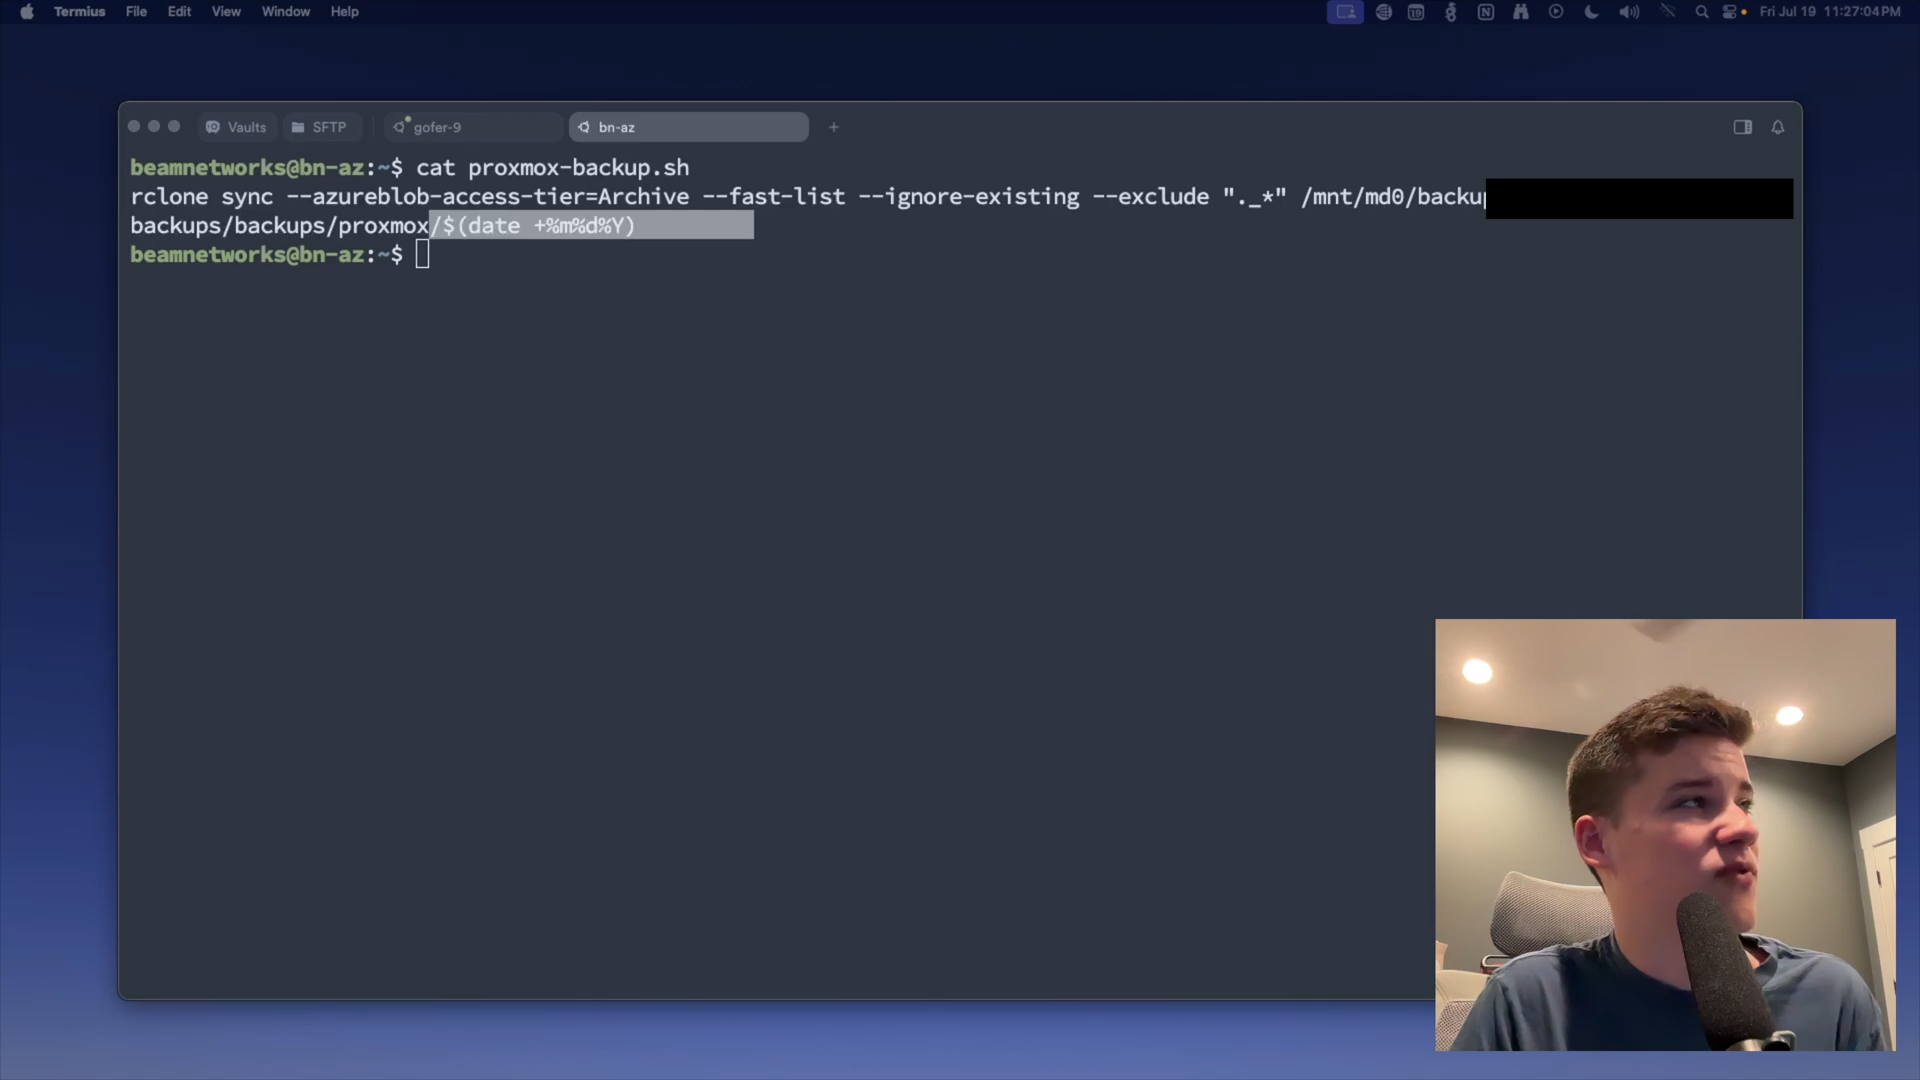 Termius File Edit View Window Help
19 N Fri Jul 19 11:27:04 PM
Vaults SFTP gofer-9 bn-az +
beamnetworks@bn-az:~$ cat proxmox-backup.sh
rclone sync --azureblob-access-tier=Archive --fast-list --ignore-existing --exclude "._*" /mnt/md0/backup
backups/backups/proxmox/$(date +%m%d%Y)
beamnetworks@bn-az:~$